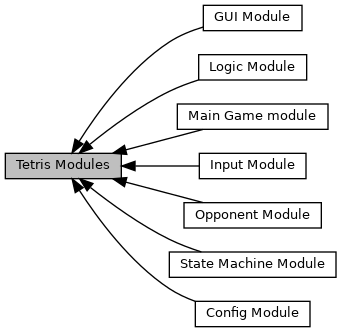 GUI Module
Logic Module
Main Game module
Tetris Modules
Input Module
Opponent Module
State Machine Module
Config Module